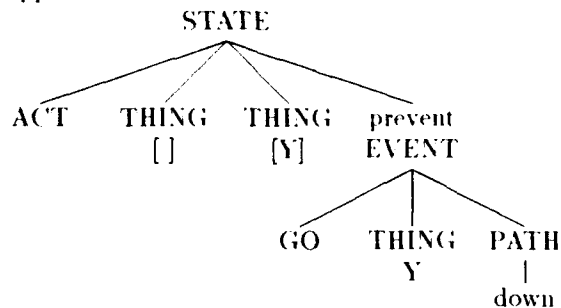 STATE
ACT THING THING prevent
[ ] [Y] EVENT
GO THING PATH
Y
down